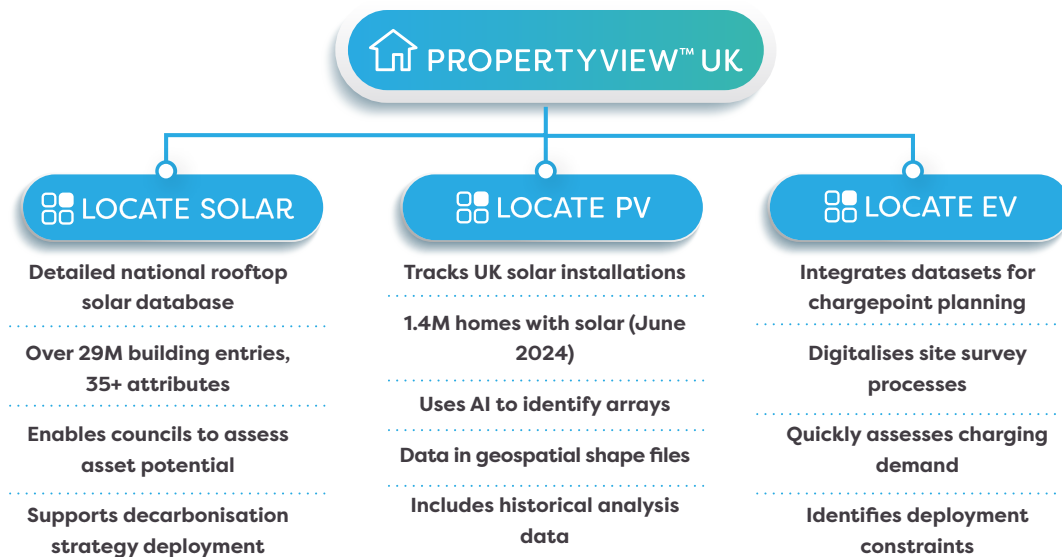 PROPERTYVIEW™ UK
LOCATE SOLAR
Detailed national rooftop
solar database
Over 29M building entries,
35+ attributes
Enables councils to assess
asset potential
Supports decarbonisation
strategy deployment
LOCATE PV
Tracks UK solar installations
1.4M homes with solar (June
2024)
Uses AI to identify arrays
Data in geospatial shape files
Includes historical analysis
data
LOCATE EV
Integrates datasets for
chargepoint planning
Digitalises site survey
processes
Quickly assesses charging
demand
Identifies deployment
constraints